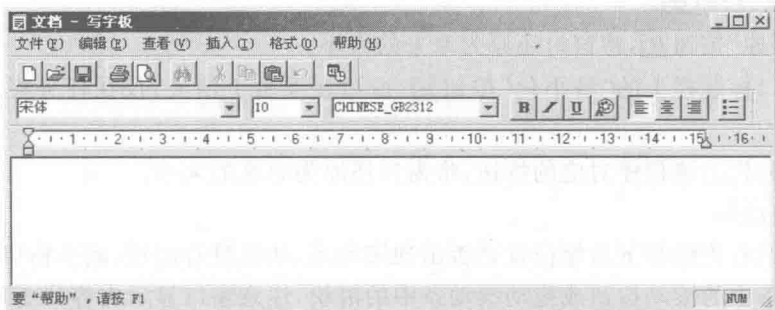 文档 - 写字板
文件(F) 编辑(E) 查看(V) 插入(I) 格式(O) 帮助(H)
宋体 10 CHINESE_GB2312 B I U
1 2 3 4 5 6 7 8 9 10 11 12 13 14 15 16
要“帮助”，请按 F1 NUM